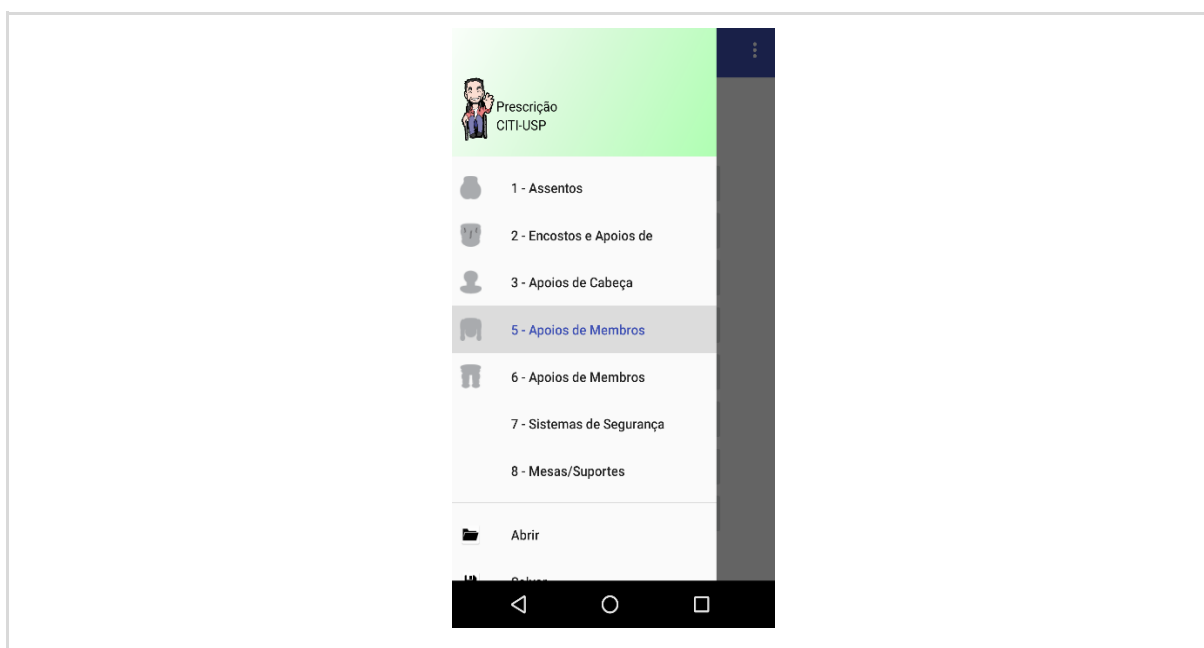 Prescrição
CITI-USP
1 - Assentos
2 - Encostos e Apoios de
3 - Apoios de Cabeça
5 - Apoios de Membros
6 - Apoios de Membros
7 - Sistemas de Segurança
8 - Mesas/Suportes
Abrir